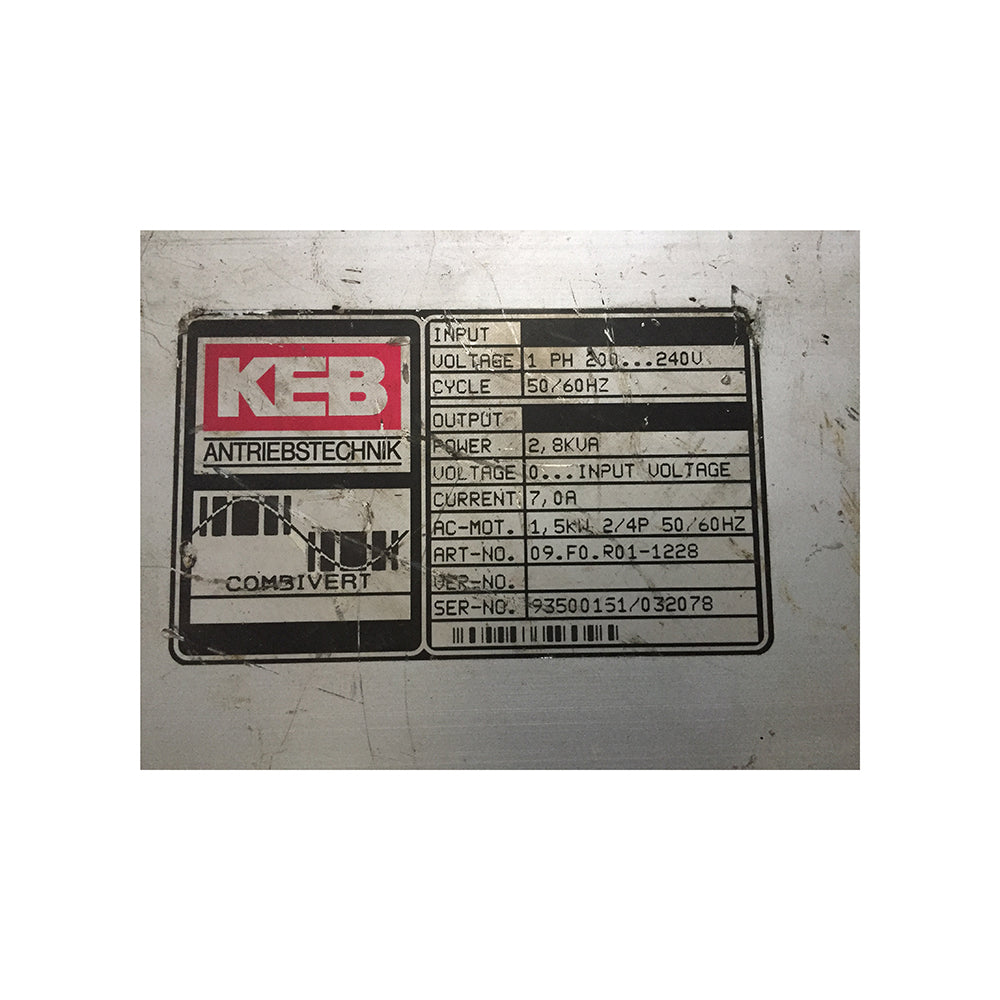 KEB
ANTRIEBSTECHNIK
COMBIVERT
INPUT
VOLTAGE 1 PH 200...240V
CYCLE 50/60HZ
OUTPUT
POWER 2,8KVA
VOLTAGE 0...INPUT VOLTAGE
CURRENT 7,0A
AC-MOT. 1,5KW 2/4P 50/60HZ
ART-NO. 09.F0.R01-1228
VER-NO.
SER-NO. 93500151/032078